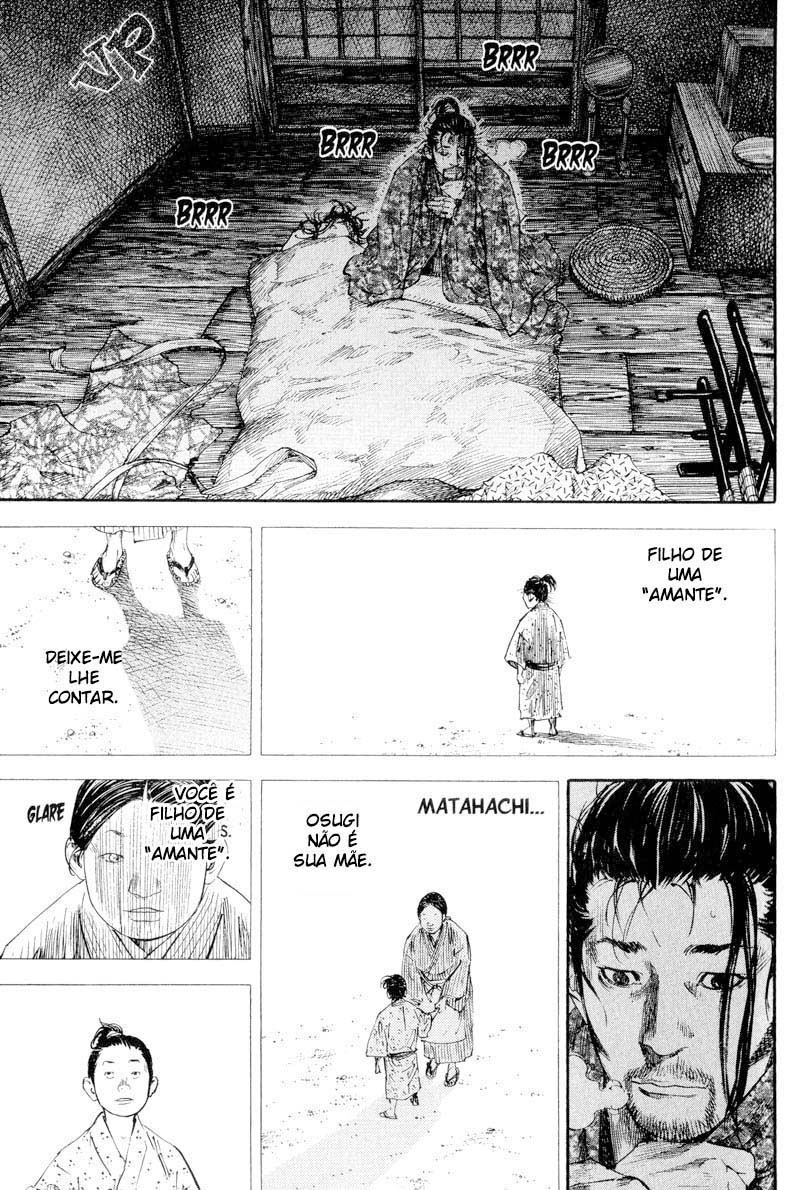 BRRR
BRRR
BRRR
BRRR
VP
FILHO DE
UMA
"AMANTE".
DEIXE-ME
LHE
CONTAR.
MATAHACHI...
OSUGI
NÃO É
SUA MÃE.
VOCÊ É
FILHO DE
UMA
"AMANTE".
S.
GLARE